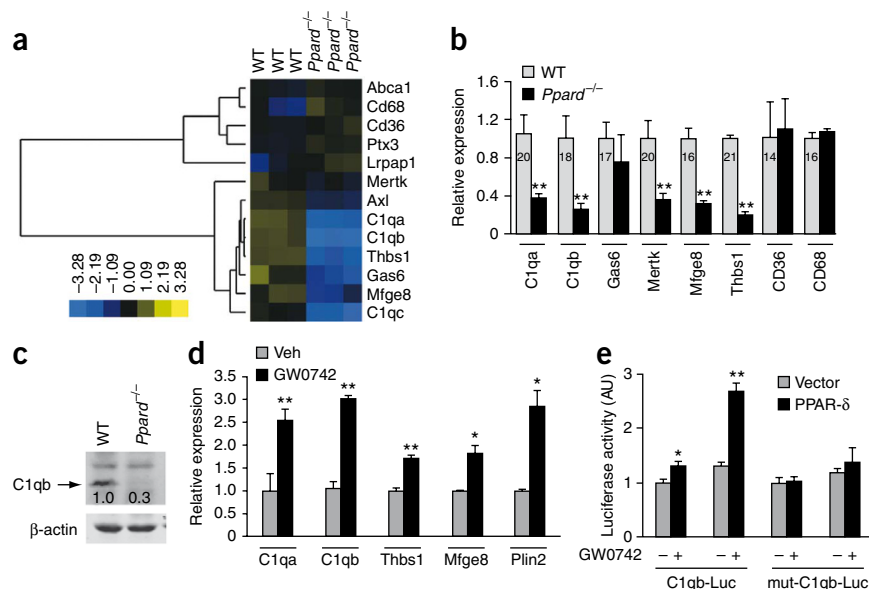 a
WT
WT
WT
Ppard–/–
Ppard–/–
Ppard–/–
Abca1
Cd68
Cd36
Ptx3
Lrpap1
Mertk
Axl
C1qa
C1qb
Thbs1
Gas6
Mfge8
C1qc
–3.28
–2.19
–1.09
0.00
1.09
2.19
3.28
b
WT
Ppard–/–
Relative expression
1.6
1.2
0.8
0.4
0
20
**
18
**
17
20
**
16
**
21
**
14
16
C1qa
C1qb
Gas6
Mertk
Mfge8
Thbs1
CD36
CD68
c
WT
Ppard–/–
C1qb
1.0 0.3
β-actin
d
Veh
GW0742
Relative expression
3.5
3.0
2.5
2.0
1.5
1.0
0.5
0
**
**
**
*
*
C1qa C1qb Thbs1 Mfge8 Plin2
e
Vector
PPAR-δ
Luciferase activity (AU)
4
3
2
1
0
*
**
GW0742 – + – + – + – +
C1qb-Luc mut-C1qb-Luc